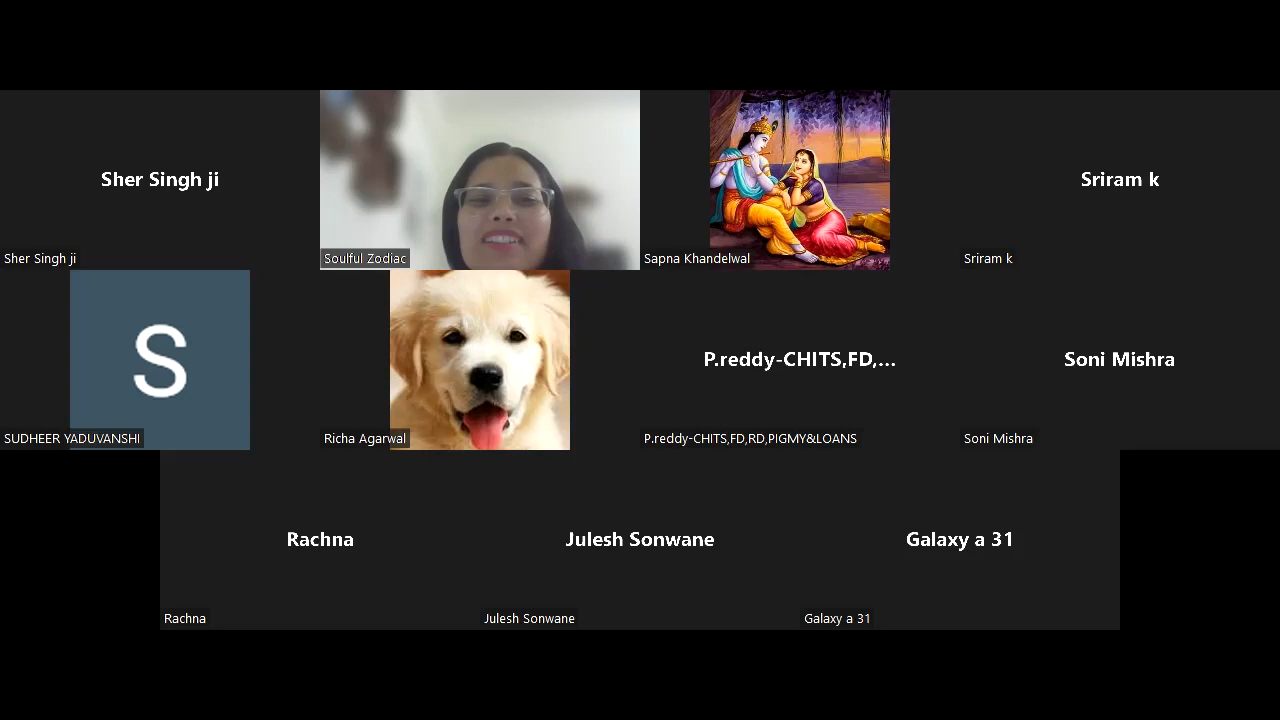 Sher Singh ji
Sher Singh ji
Soulful Zodiac
Sapna Khandelwal
Sriram k
Sriram k
S
SUDHEER YADUVANSHI
Richa Agarwal
P.reddy-CHITS,FD,...
P.reddy-CHITS,FD,RD,PIGMY&LOANS
Soni Mishra
Soni Mishra
Rachna
Rachna
Julesh Sonwane
Julesh Sonwane
Galaxy a 31
Galaxy a 31